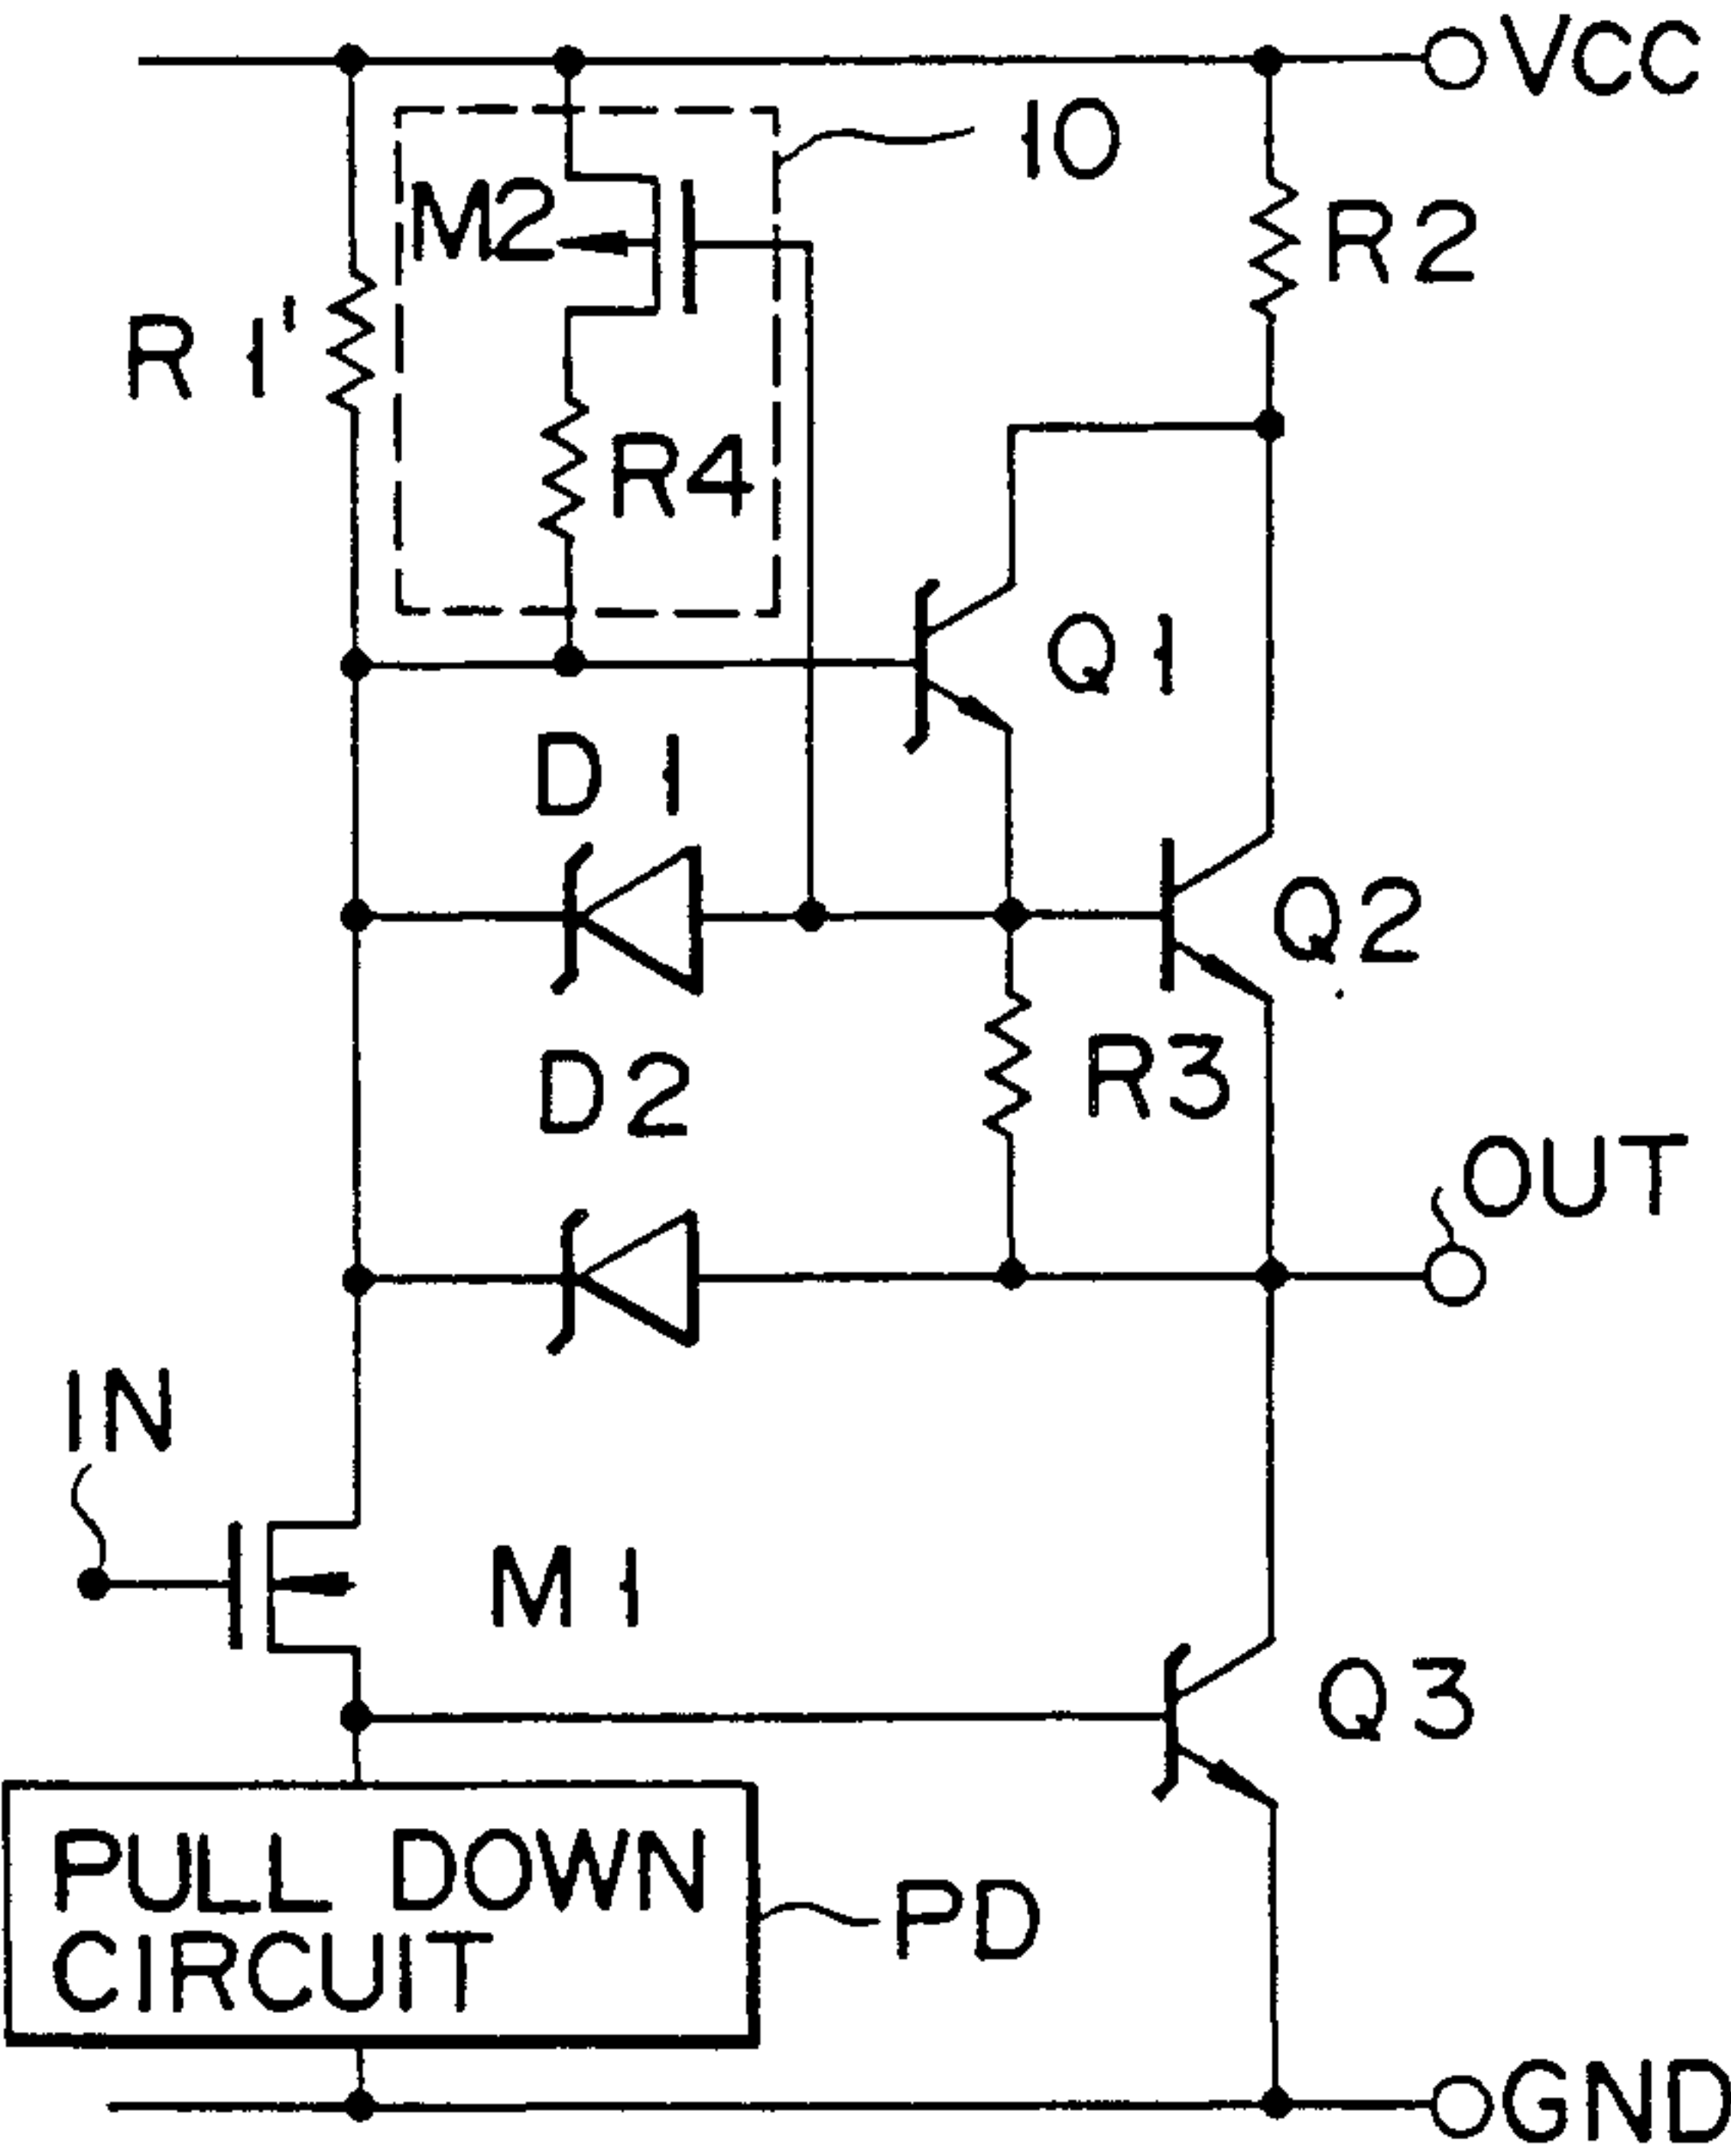 VCC
10
M2
R2
R1'
R4
Q1
D1
Q2
D2
R3
OUT
IN
M1
Q3
PULL DOWN
CIRCUIT
PD
GND